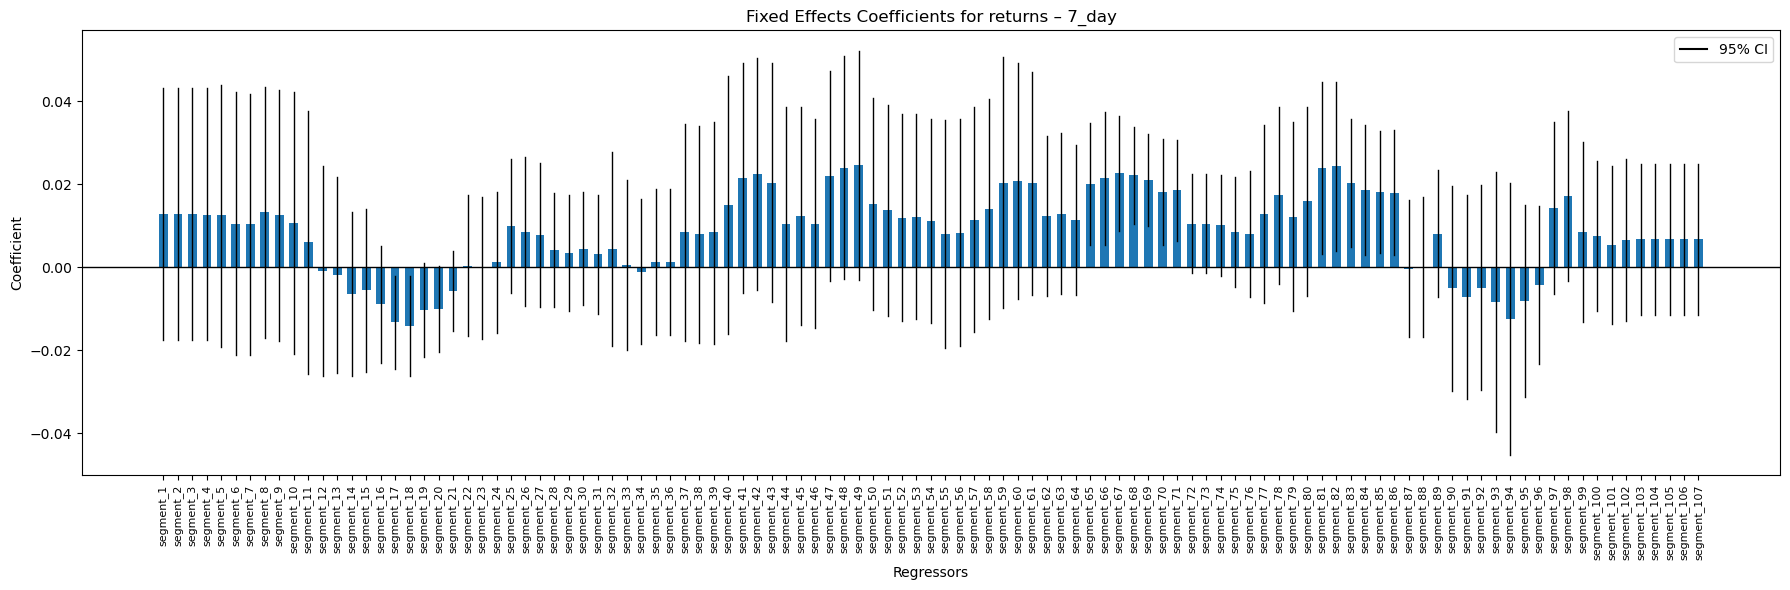 Fixed Effects Coefficients for returns – 7_day
95% CI
Coefficient
0.04
0.02
0.00
−0.02
−0.04
segment_1
segment_2
segment_3
segment_4
segment_5
segment_6
segment_7
segment_8
segment_9
segment_10
segment_11
segment_12
segment_13
segment_14
segment_15
segment_16
segment_17
segment_18
segment_19
segment_20
segment_21
segment_22
segment_23
segment_24
segment_25
segment_26
segment_27
segment_28
segment_29
segment_30
segment_31
segment_32
segment_33
segment_34
segment_35
segment_36
segment_37
segment_38
segment_39
segment_40
segment_41
segment_42
segment_43
segment_44
segment_45
segment_46
segment_47
segment_48
segment_49
segment_50
segment_51
segment_52
segment_53
segment_54
segment_55
segment_56
segment_57
segment_58
segment_59
segment_60
segment_61
segment_62
segment_63
segment_64
segment_65
segment_66
segment_67
segment_68
segment_69
segment_70
segment_71
segment_72
segment_73
segment_74
segment_75
segment_76
segment_77
segment_78
segment_79
segment_80
segment_81
segment_82
segment_83
segment_84
segment_85
segment_86
segment_87
segment_88
segment_89
segment_90
segment_91
segment_92
segment_93
segment_94
segment_95
segment_96
segment_97
segment_98
segment_99
segment_100
segment_101
segment_102
segment_103
segment_104
segment_105
segment_106
segment_107
Regressors